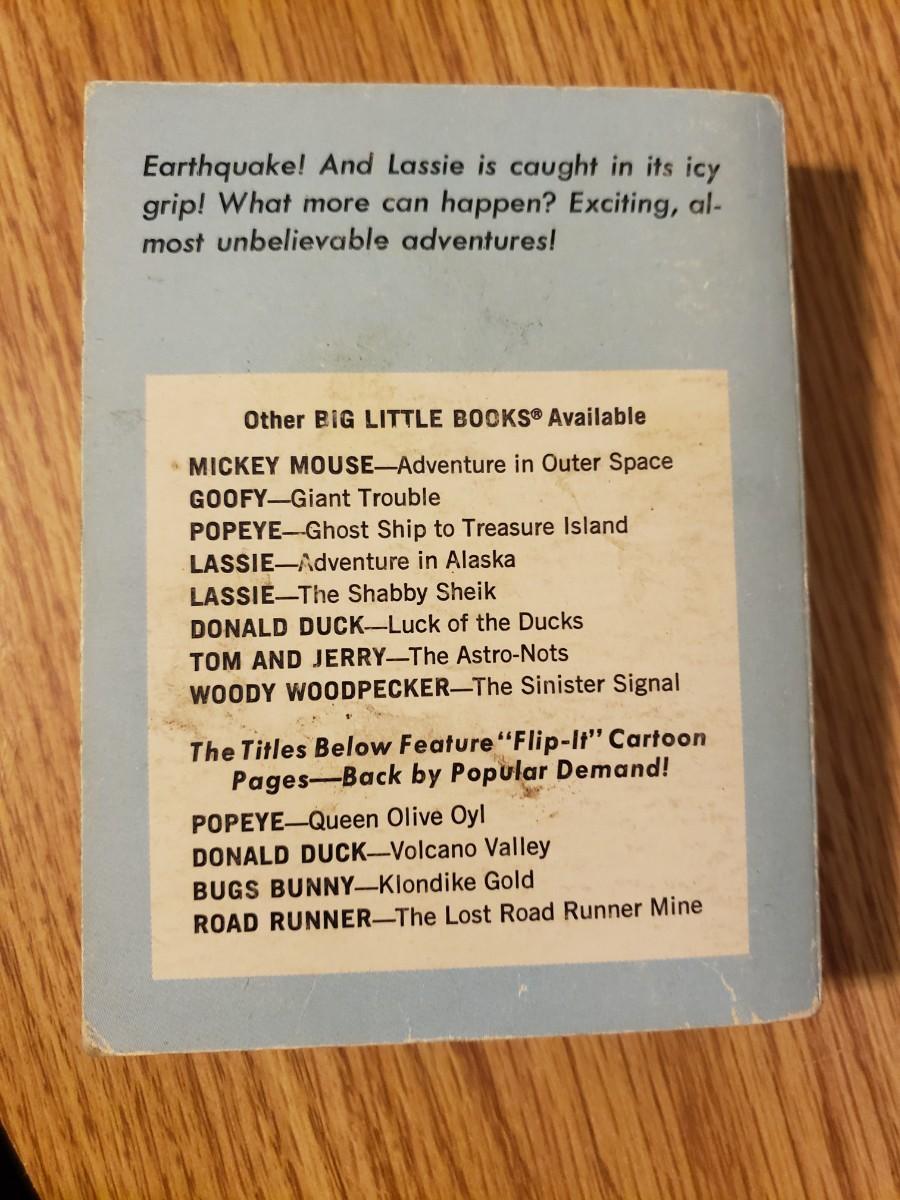 Earthquake! And Lassie is caught in its icy
grip! What more can happen? Exciting, al-
most unbelievable adventures!
Other BIG LITTLE BOOKS® Available
MICKEY MOUSE—Adventure in Outer Space
GOOFY—Giant Trouble
POPEYE—Ghost Ship to Treasure Island
LASSIE—Adventure in Alaska
LASSIE—The Shabby Sheik
DONALD DUCK—Luck of the Ducks
TOM AND JERRY—The Astro-Nots
WOODY WOODPECKER—The Sinister Signal
The Titles Below Feature "Flip-It" Cartoon
Pages—Back by Popular Demand!
POPEYE—Queen Olive Oyl
DONALD DUCK—Volcano Valley
BUGS BUNNY—Klondike Gold
ROAD RUNNER—The Lost Road Runner Mine